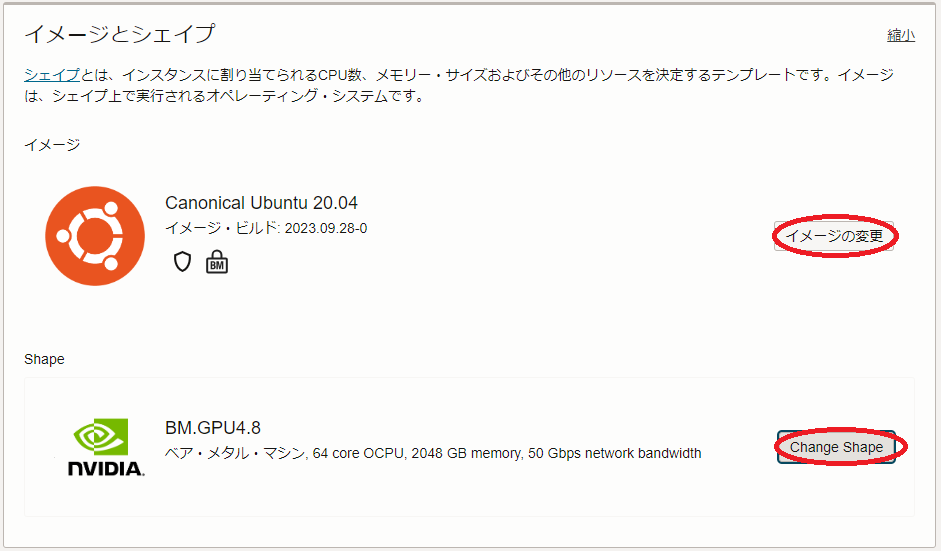 イメージとシェイプ
縮小
シェイプとは、インスタンスに割り当てられるCPU数、メモリー・サイズおよびその他のリソースを決定するテンプレートです。イメージ
は、シェイプ上で実行されるオペレーティング・システムです。
イメージ
Canonical Ubuntu 20.04
イメージ・ビルド: 2023.09.28-0
BM
イメージの変更
Shape
NVIDIA.
BM.GPU4.8
ベア・メタル・マシン, 64 core OCPU, 2048 GB memory, 50 Gbps network bandwidth
Change Shape